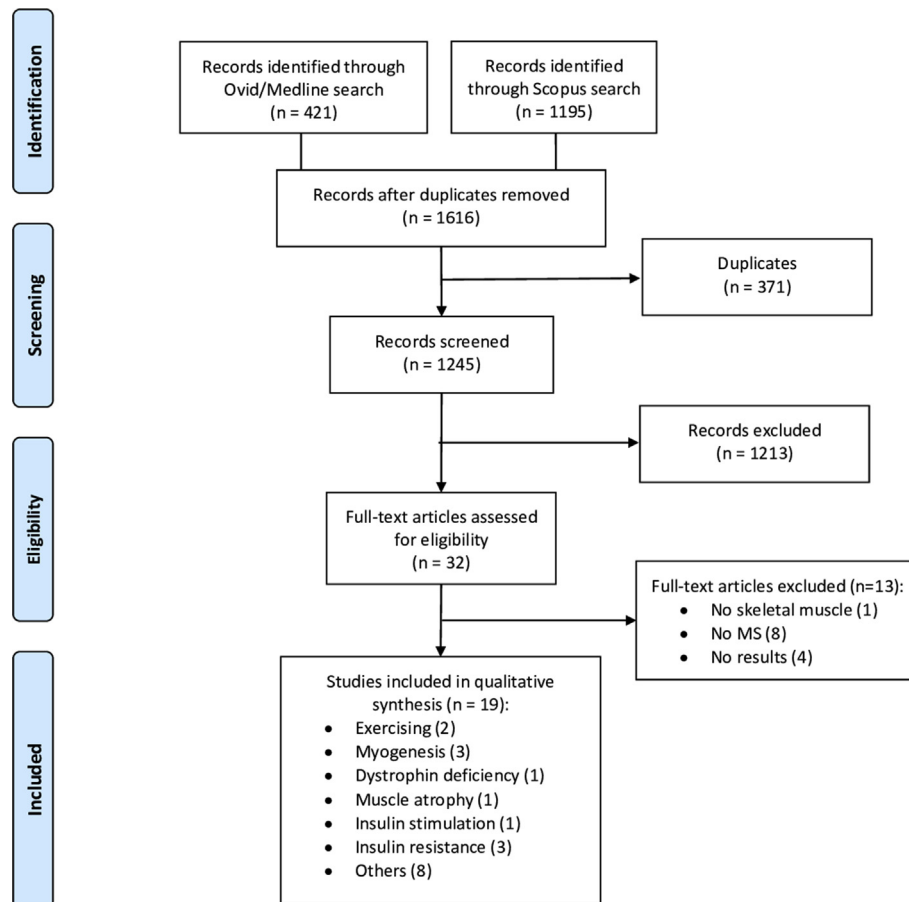 Identification
Records identified through
Ovid/Medline search
(n = 421)
Records identified
through Scopus search
(n = 1195)
Records after duplicates removed
(n = 1616)
Screening
Duplicates
(n = 371)
Records screened
(n = 1245)
Records excluded
(n = 1213)
Eligibility
Full-text articles assessed
for eligibility
(n = 32)
Full-text articles excluded (n=13):
• No skeletal muscle (1)
• No MS (8)
• No results (4)
Included
Studies included in qualitative
synthesis (n = 19):
• Exercising (2)
• Myogenesis (3)
• Dystrophin deficiency (1)
• Muscle atrophy (1)
• Insulin stimulation (1)
• Insulin resistance (3)
• Others (8)